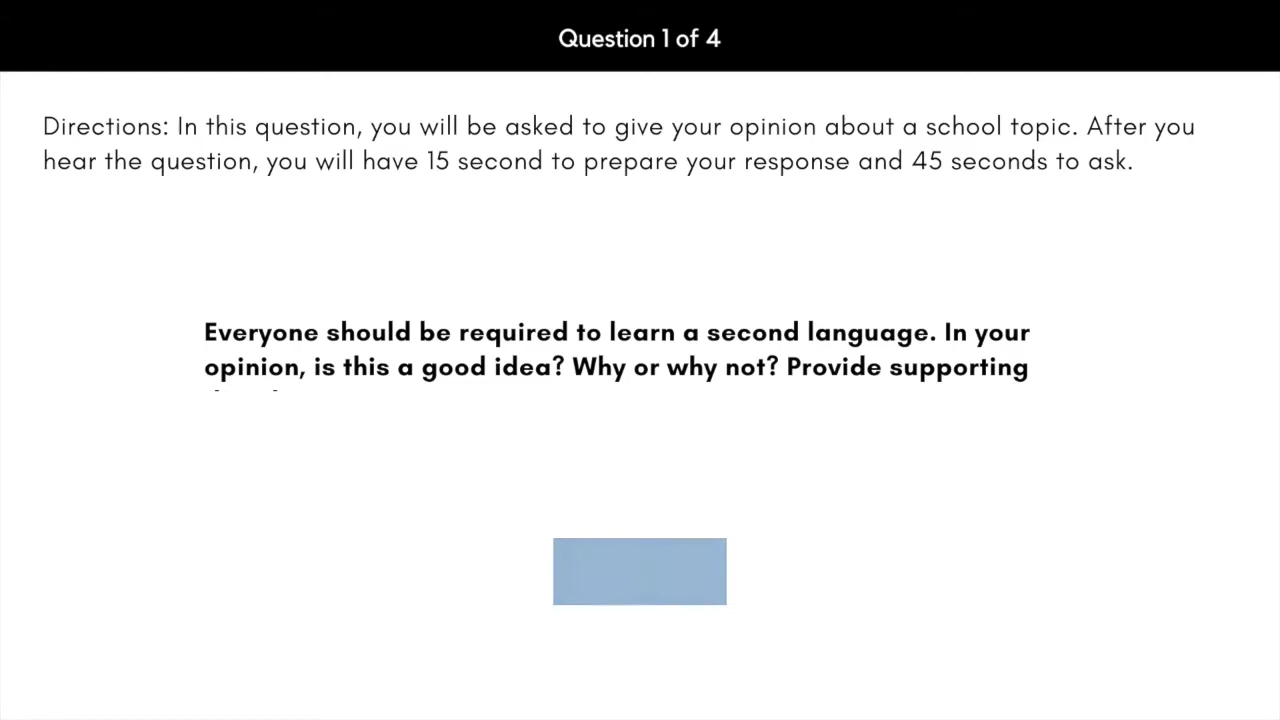 Question 1 of 4
Directions: In this question, you will be asked to give your opinion about a school topic. After you
hear the question, you will have 15 second to prepare your response and 45 seconds to ask.
Everyone should be required to learn a second language. In your
opinion, is this a good idea? Why or why not? Provide supporting